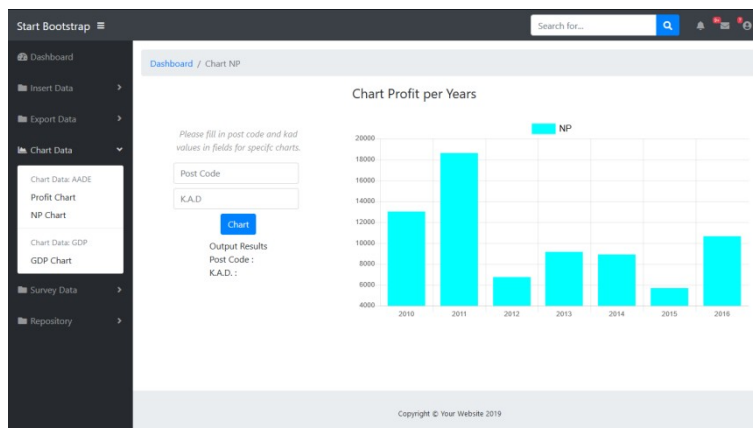 Start Bootstrap
Search for...
Dashboard
Insert Data
Export Data
Chart Data
Chart Data: AADE
Profit Chart
NP Chart
Chart Data: GDP
GDP Chart
Survey Data
Repository
Dashboard / Chart NP
Chart Profit per Years
Please fill in post code and kad
values in fields for specifc charts.
Post Code
K.A.D
Chart
Output Results
Post Code :
K.A.D. :
NP
20000
18000
16000
14000
12000
10000
8000
6000
4000
2010 2011 2012 2013 2014 2015 2016
Copyright © Your Website 2019